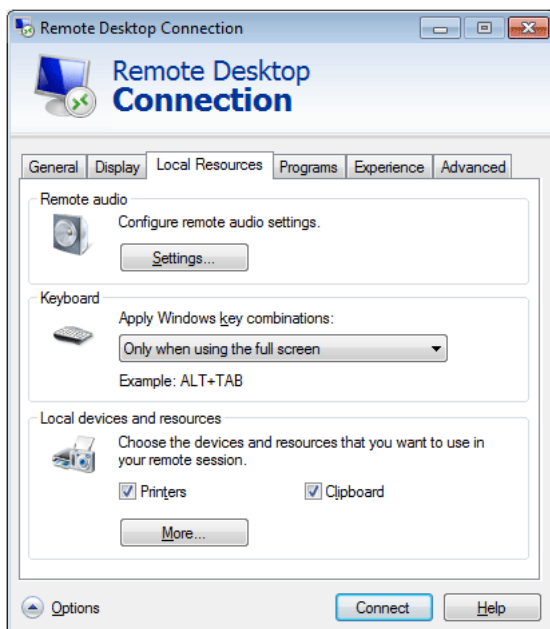 Remote Desktop Connection
Remote Desktop
Connection
General Display Local Resources Programs Experience Advanced
Remote audio
Configure remote audio settings.
Settings...
Keyboard
Apply Windows key combinations:
Only when using the full screen
Example: ALT+TAB
Local devices and resources
Choose the devices and resources that you want to use in
your remote session.
Printers Clipboard
More...
Options Connect Help